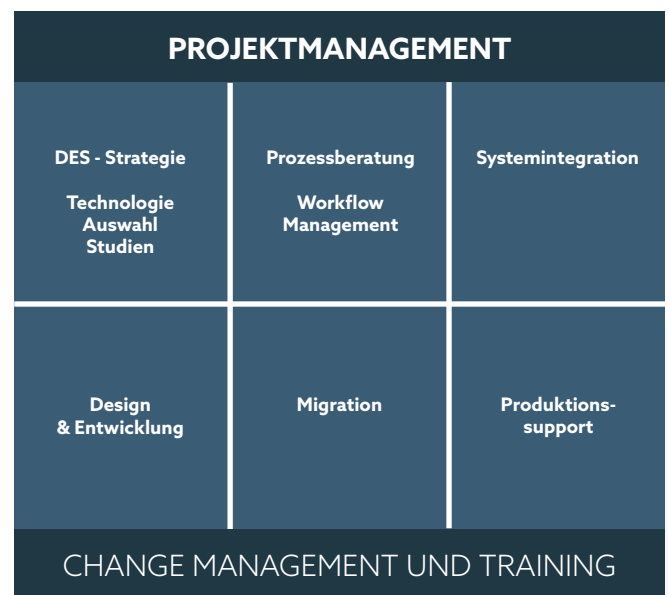 PROJEKTMANAGEMENT
DES - Strategie
Technologie
Auswahl
Studien
Prozessberatung
Workflow
Management
Systemintegration
Design
& Entwicklung
Migration
Produktions-
support
CHANGE MANAGEMENT UND TRAINING